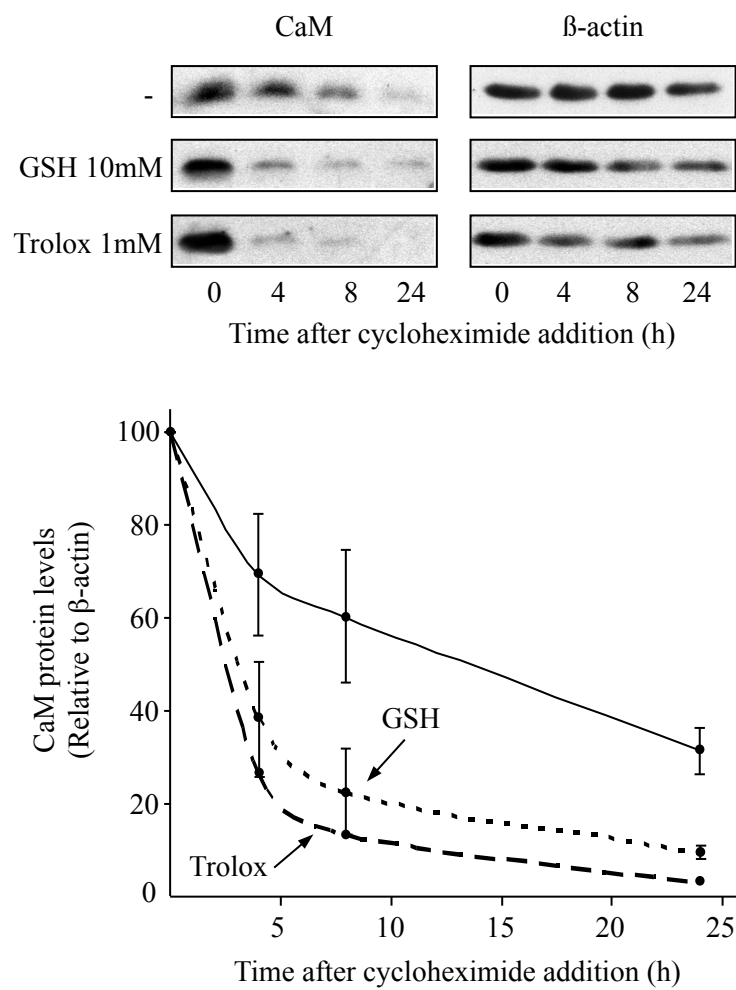 CaM ß-actin
-
GSH 10mM
Trolox 1mM
0 4 8 24 0 4 8 24
Time after cycloheximide addition (h)
CaM protein levels
(Relative to β-actin)
100
80
60
40
20
0
GSH
Trolox
5 10 15 20 25
Time after cycloheximide addition (h)